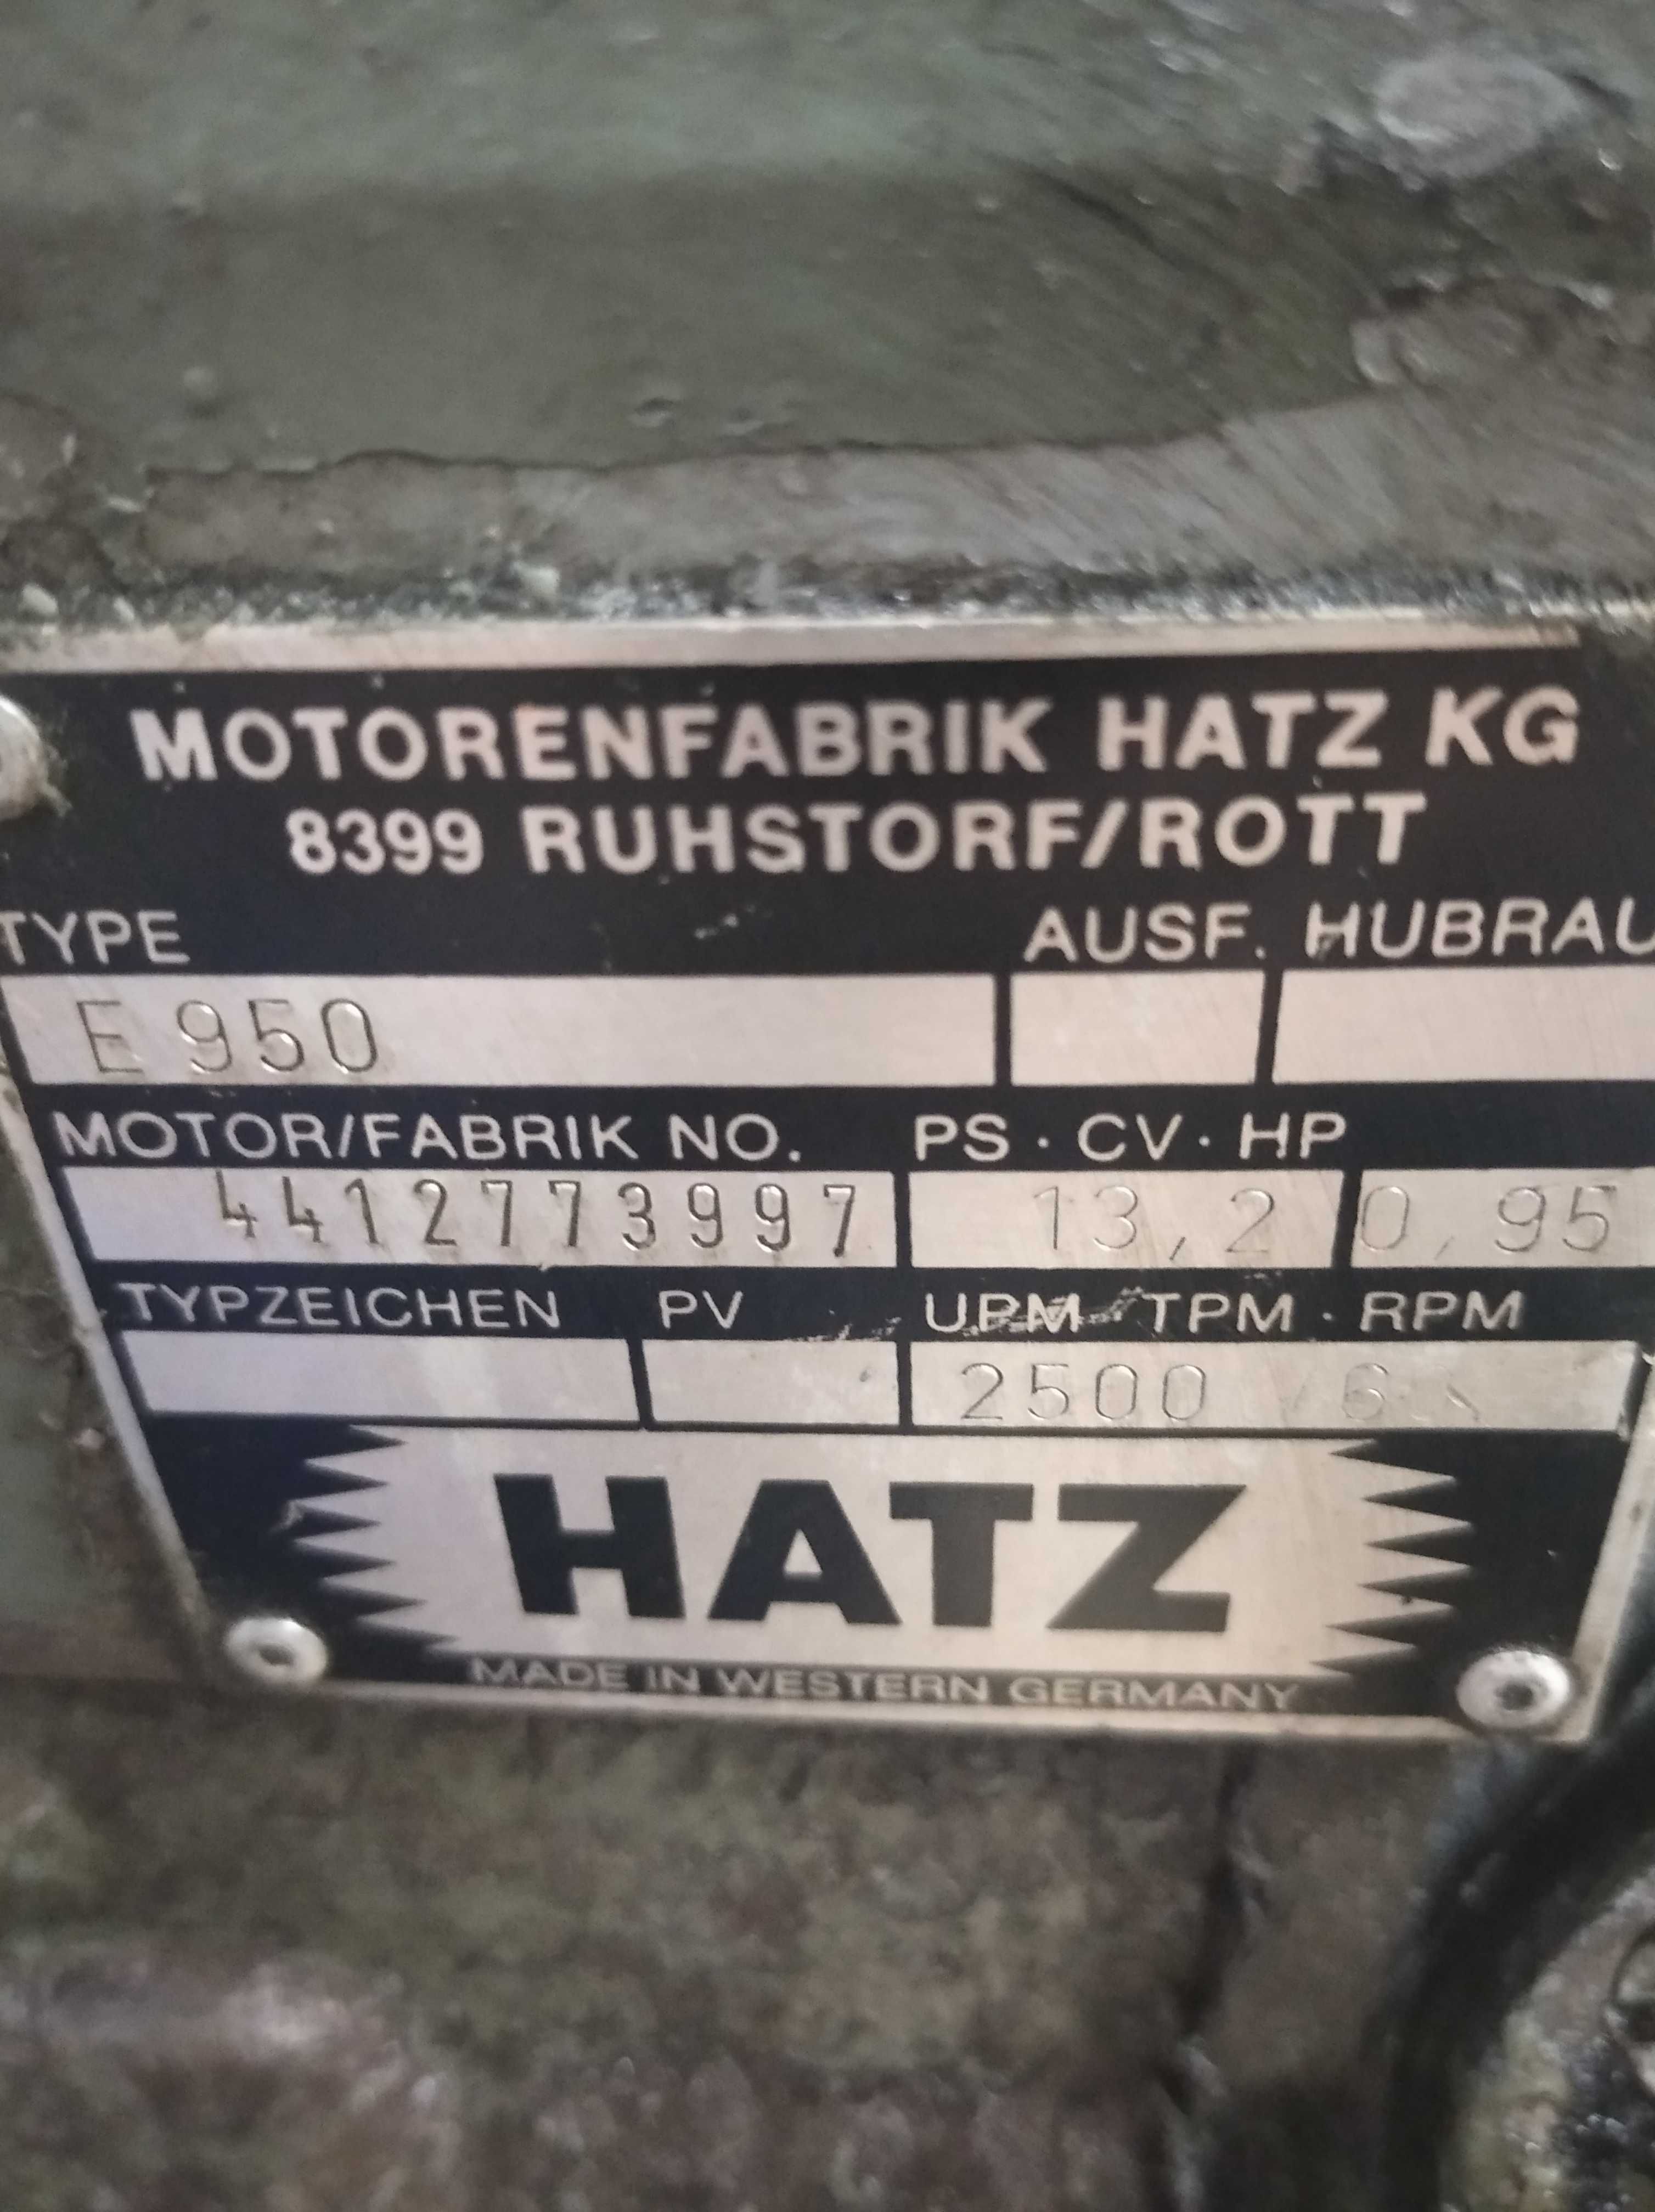 MOTORENFABRIK HATZ KG
8399 RUHSTORF/ROTT
TYPE AUSF. HUBRAU
E 950
MOTOR/FABRIK NO. PS · CV · HP
4412773997 13,2 0,95
TYPZEICHEN PV UPM · TPM · RPM
2500 6
HATZ
MADE IN WESTERN GERMANY